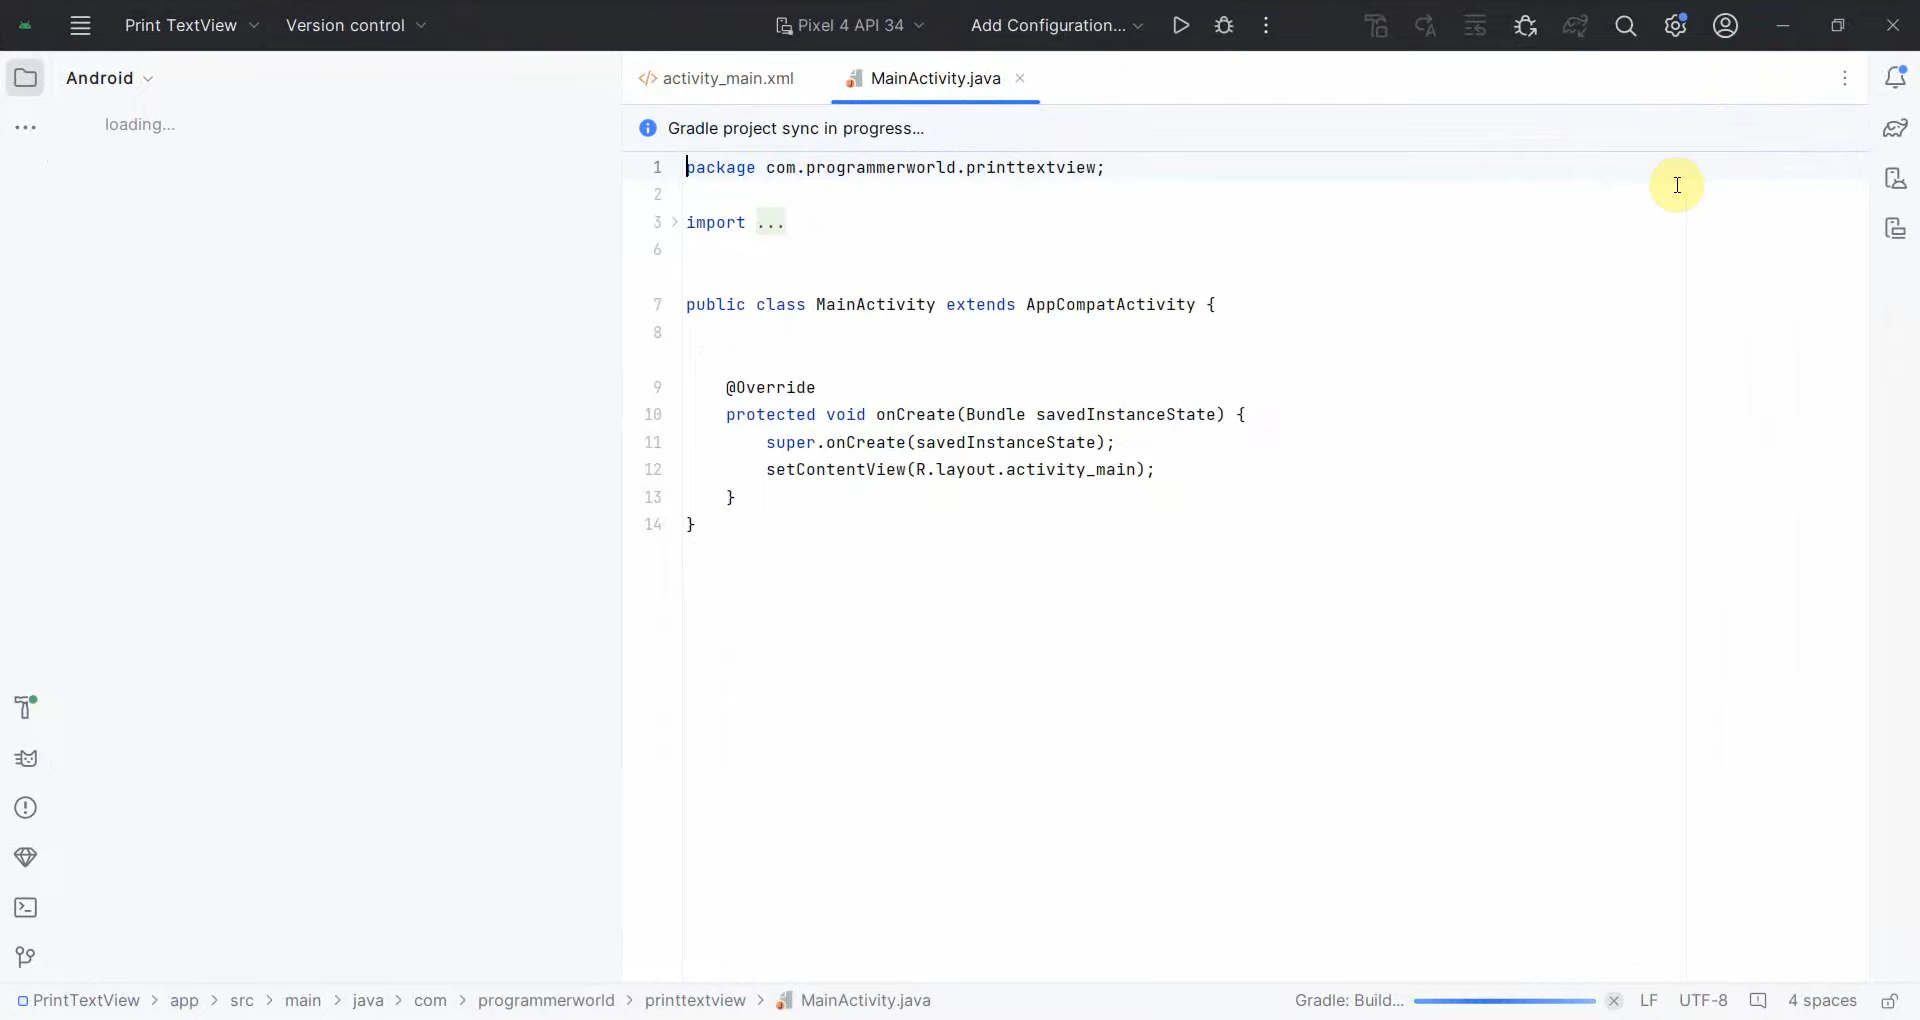 Print TextView
Version control
Pixel 4 API 34
Add Configuration...
Android
activity_main.xml
MainActivity.java
loading...
Gradle project sync in progress...
1 package com.programmerworld.printtextview;
2
3 import ...
6
7 public class MainActivity extends AppCompatActivity {
8
9 @Override
10 protected void onCreate(Bundle savedInstanceState) {
11 super.onCreate(savedInstanceState);
12 setContentView(R.layout.activity_main);
13 }
14 }
PrintTextView > app > src > main > java > com > programmerworld > printtextview > MainActivity.java
Gradle: Build...
LF
UTF-8
4 spaces